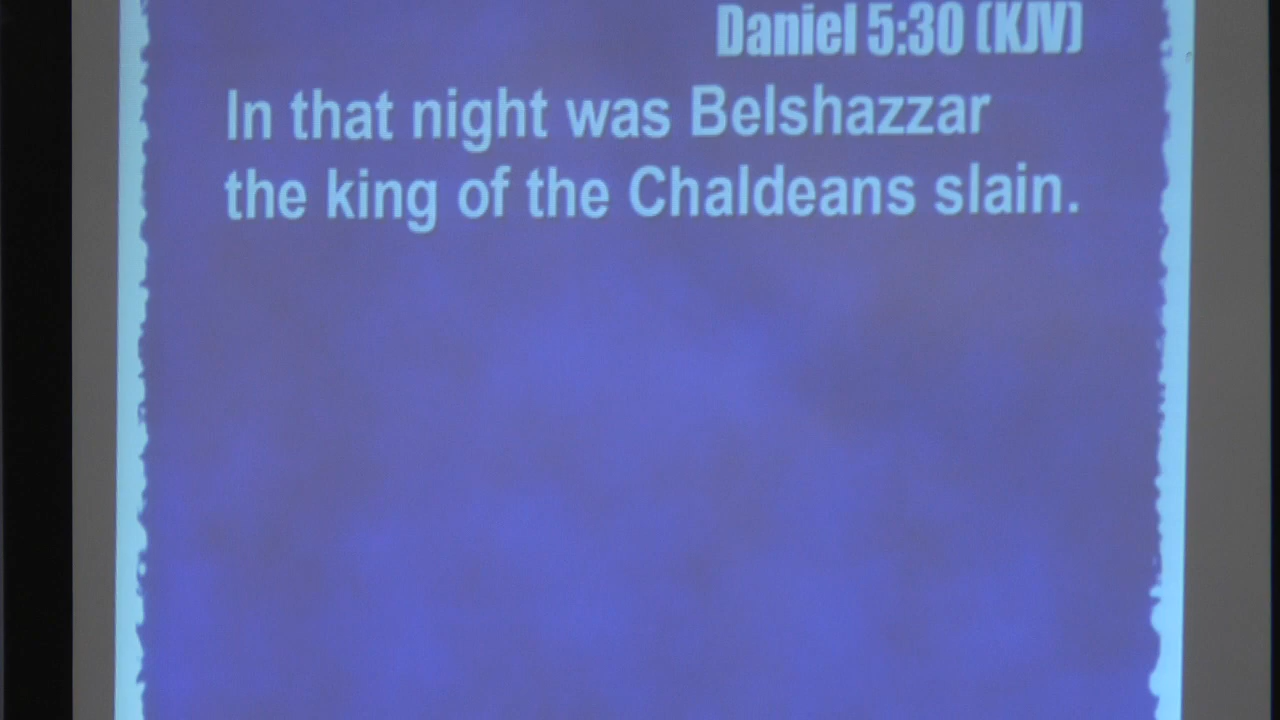 Daniel 5:30 (KJV)
In that night was Belshazzar
the king of the Chaldeans slain.